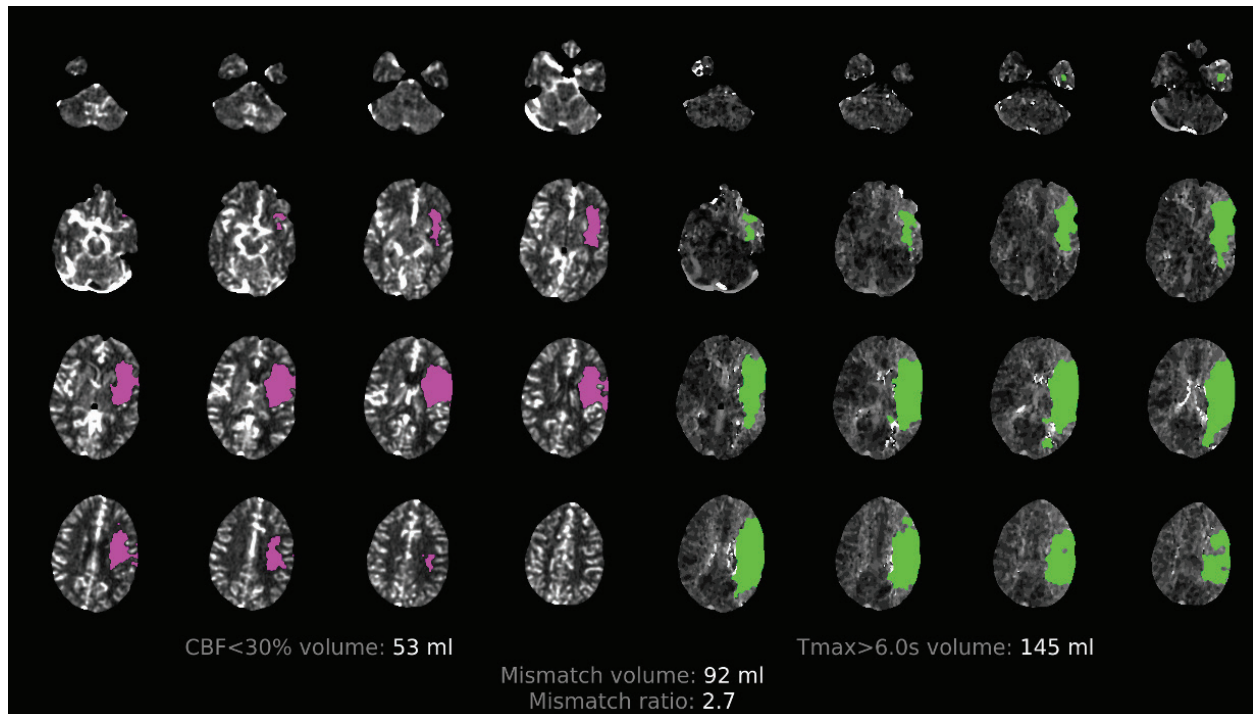 CBF<30% volume: 53 ml
Tmax>6.0s volume: 145 ml
Mismatch volume: 92 ml
Mismatch ratio: 2.7